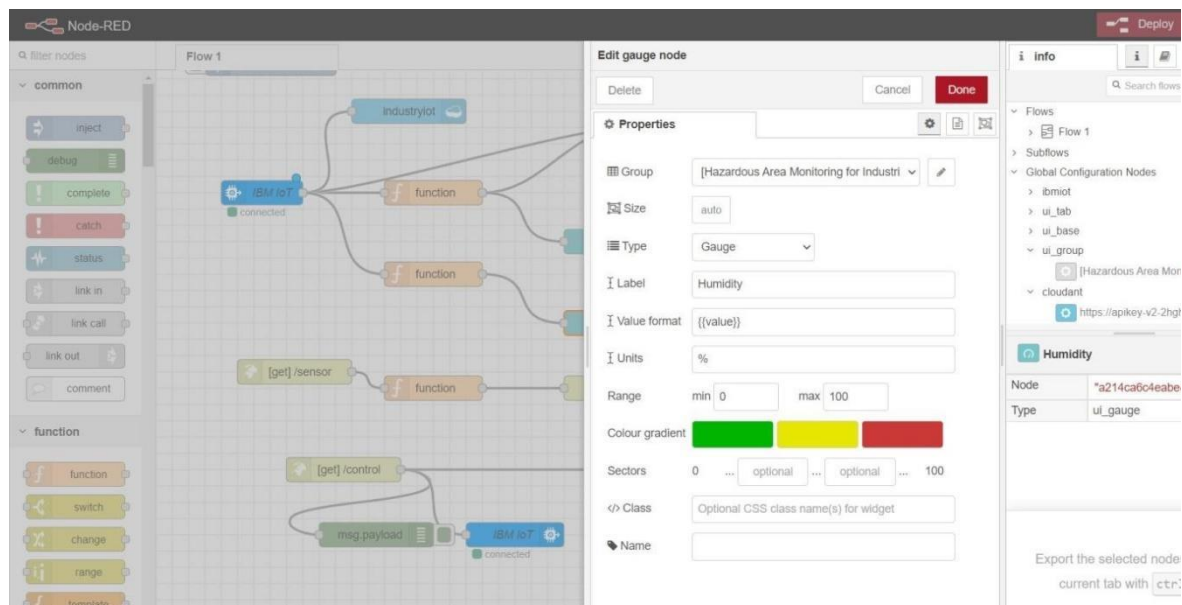 Node-RED
Deploy
filter nodes
common
inject
debug
complete
catch
status
link in
link call
link out
comment
function
function
switch
change
range
template
Flow 1
industryiot
IBM IoT
connected
function
function
[get] /sensor
function
[get] /control
msg.payload
IBM IoT
connected
Edit gauge node
Delete
Cancel
Done
Properties
Group
[Hazardous Area Monitoring for Industri
Size
auto
Type
Gauge
Label
Humidity
Value format
{{value}}
Units
%
Range
min 0
max 100
Colour gradient
Sectors
0 ... optional ... optional ... 100
</> Class
Optional CSS class name(s) for widget
Name
i info
i
Search flows
Flows
Flow 1
Subflows
Global Configuration Nodes
ibmiot
ui_tab
ui_base
ui_group
[Hazardous Area Mon
cloudant
https://apikey-v2-2hgh
Humidity
Node
"a214ca6c4eabe
Type
ui_gauge
Export the selected node
current tab with ctrl